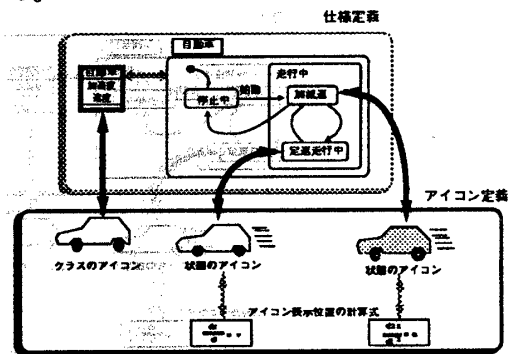 仕様定義
自動車
自動車
加速度
速度
走行中
停止中
始動
加減速
定速走行中
アイコン定義
クラスのアイコン
状態のアイコン
状態のアイコン
アイコン表示位置の計算式